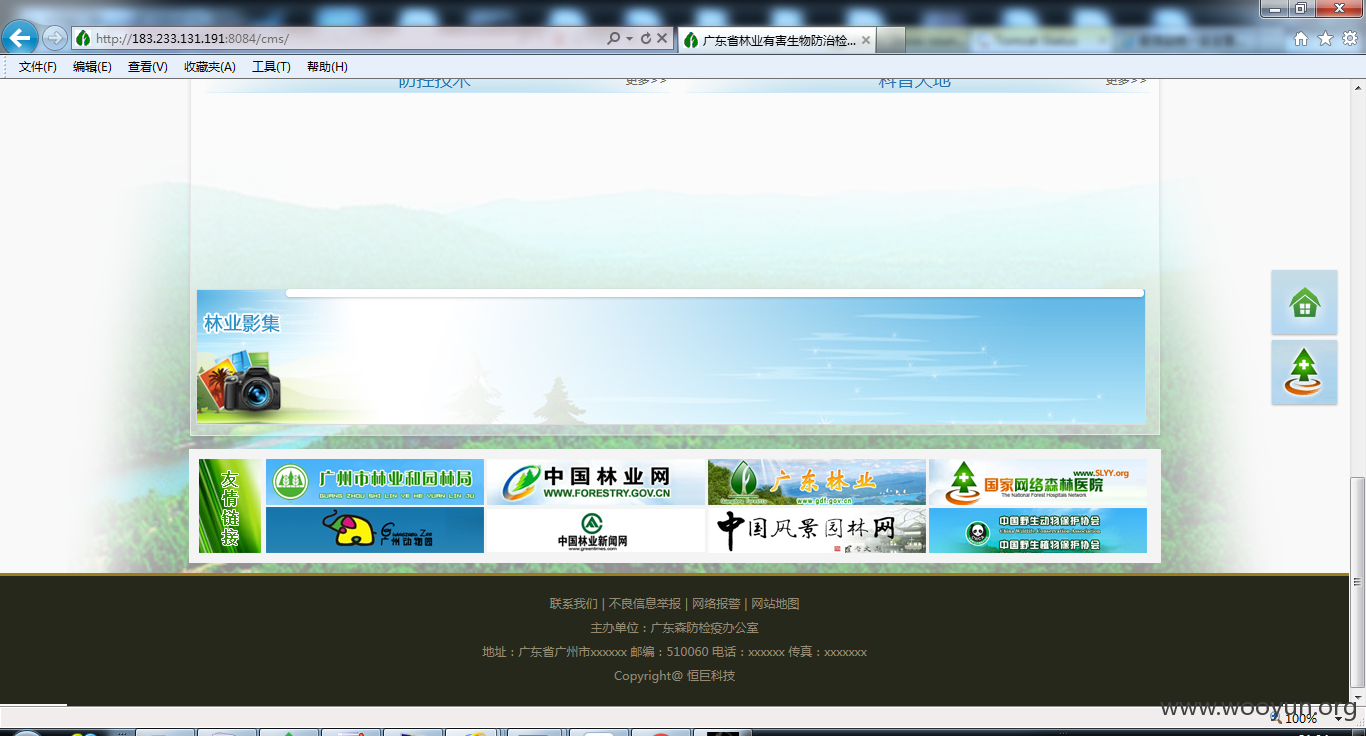 http://183.233.131.191:8084/cms/
广东省林业有害生物防治检...
文件(F) 编辑(E) 查看(V) 收藏夹(A) 工具(T) 帮助(H)
防控技术 更多>> 科普天地 更多>>
林业影集
友情链接
广州市林业和园林局
GUANG ZHOU SHI LIN YE HE YUAN LIN JU
中国林业网
WWW.FORESTRY.GOV.CN
广东林业
www.gdf.gov.cn
www.SLYY.org
国家网络森林医院
The National Forest Hospitals Network
Guangzhou Zoo
广州动物园
中国林业新闻网
www.greentimes.com
中国风景园林网
中国野生动物保护协会
China Wildlife Conservation Association
中国野生植物保护协会
联系我们 | 不良信息举报 | 网络报警 | 网站地图
主办单位：广东森防检疫办公室
地址：广东省广州市xxxxxx 邮编：510060 电话：xxxxxx 传真：xxxxxxx
Copyright@ 恒巨科技
www.wooyun.org
100%